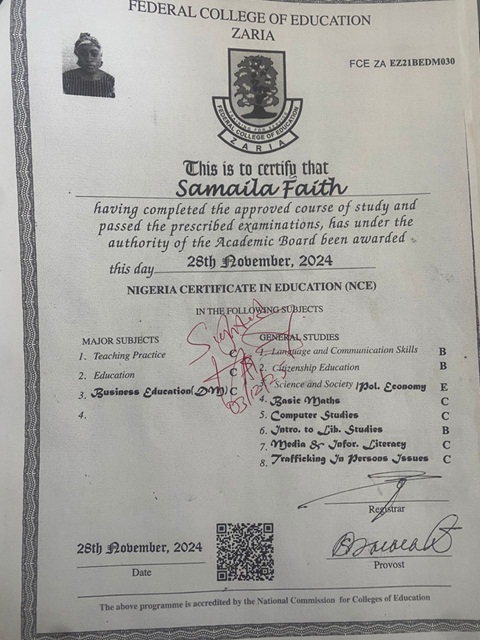 FEDERAL COLLEGE OF EDUCATION
ZARIA
FCE ZA EZ21BEDM030
FEDERAL COLLEGE OF EDUCATION
ZARIA
This is to certify that
Samaila Faith
having completed the approved course of study and
passed the prescribed examinations, has under the
authority of the Academic Board been awarded
this day 28th November, 2024
NIGERIA CERTIFICATE IN EDUCATION (NCE)
IN THE FOLLOWING SUBJECTS
Sighted
MAJOR SUBJECTS
1. Teaching Practice C
2. Education C
3. Business Education(D/M) C
4.
GENERAL STUDIES
1. Language and Communication Skills B
2. Citizenship Education B
3. Science and Society /Pol. Economy E
4. Basic Maths C
5. Computer Studies C
6. Intro. to Lib. Studies B
7. Media & Infor. Literacy C
8. Trafficking In Persons Issues C
Registrar
28th November, 2024
Date
Provost
The above programme is accredited by the National Commission for Colleges of Education